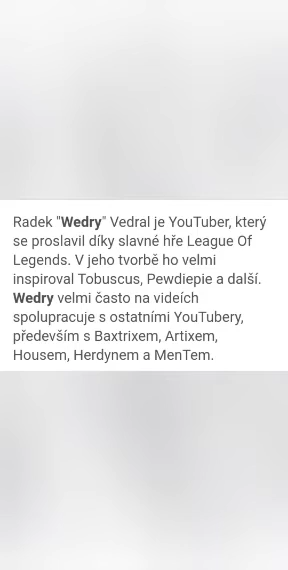 Radek "Wedry" Vedral je YouTuber, který
se proslavil díky slavné hře League Of
Legends. V jeho tvorbě ho velmi
inspiroval Tobuscus, Pewdiepie a další.
Wedry velmi často na videích
spolupracuje s ostatními YouTubery,
především s Baxtrixem, Artixem,
Housem, Herdynem a MenTem.